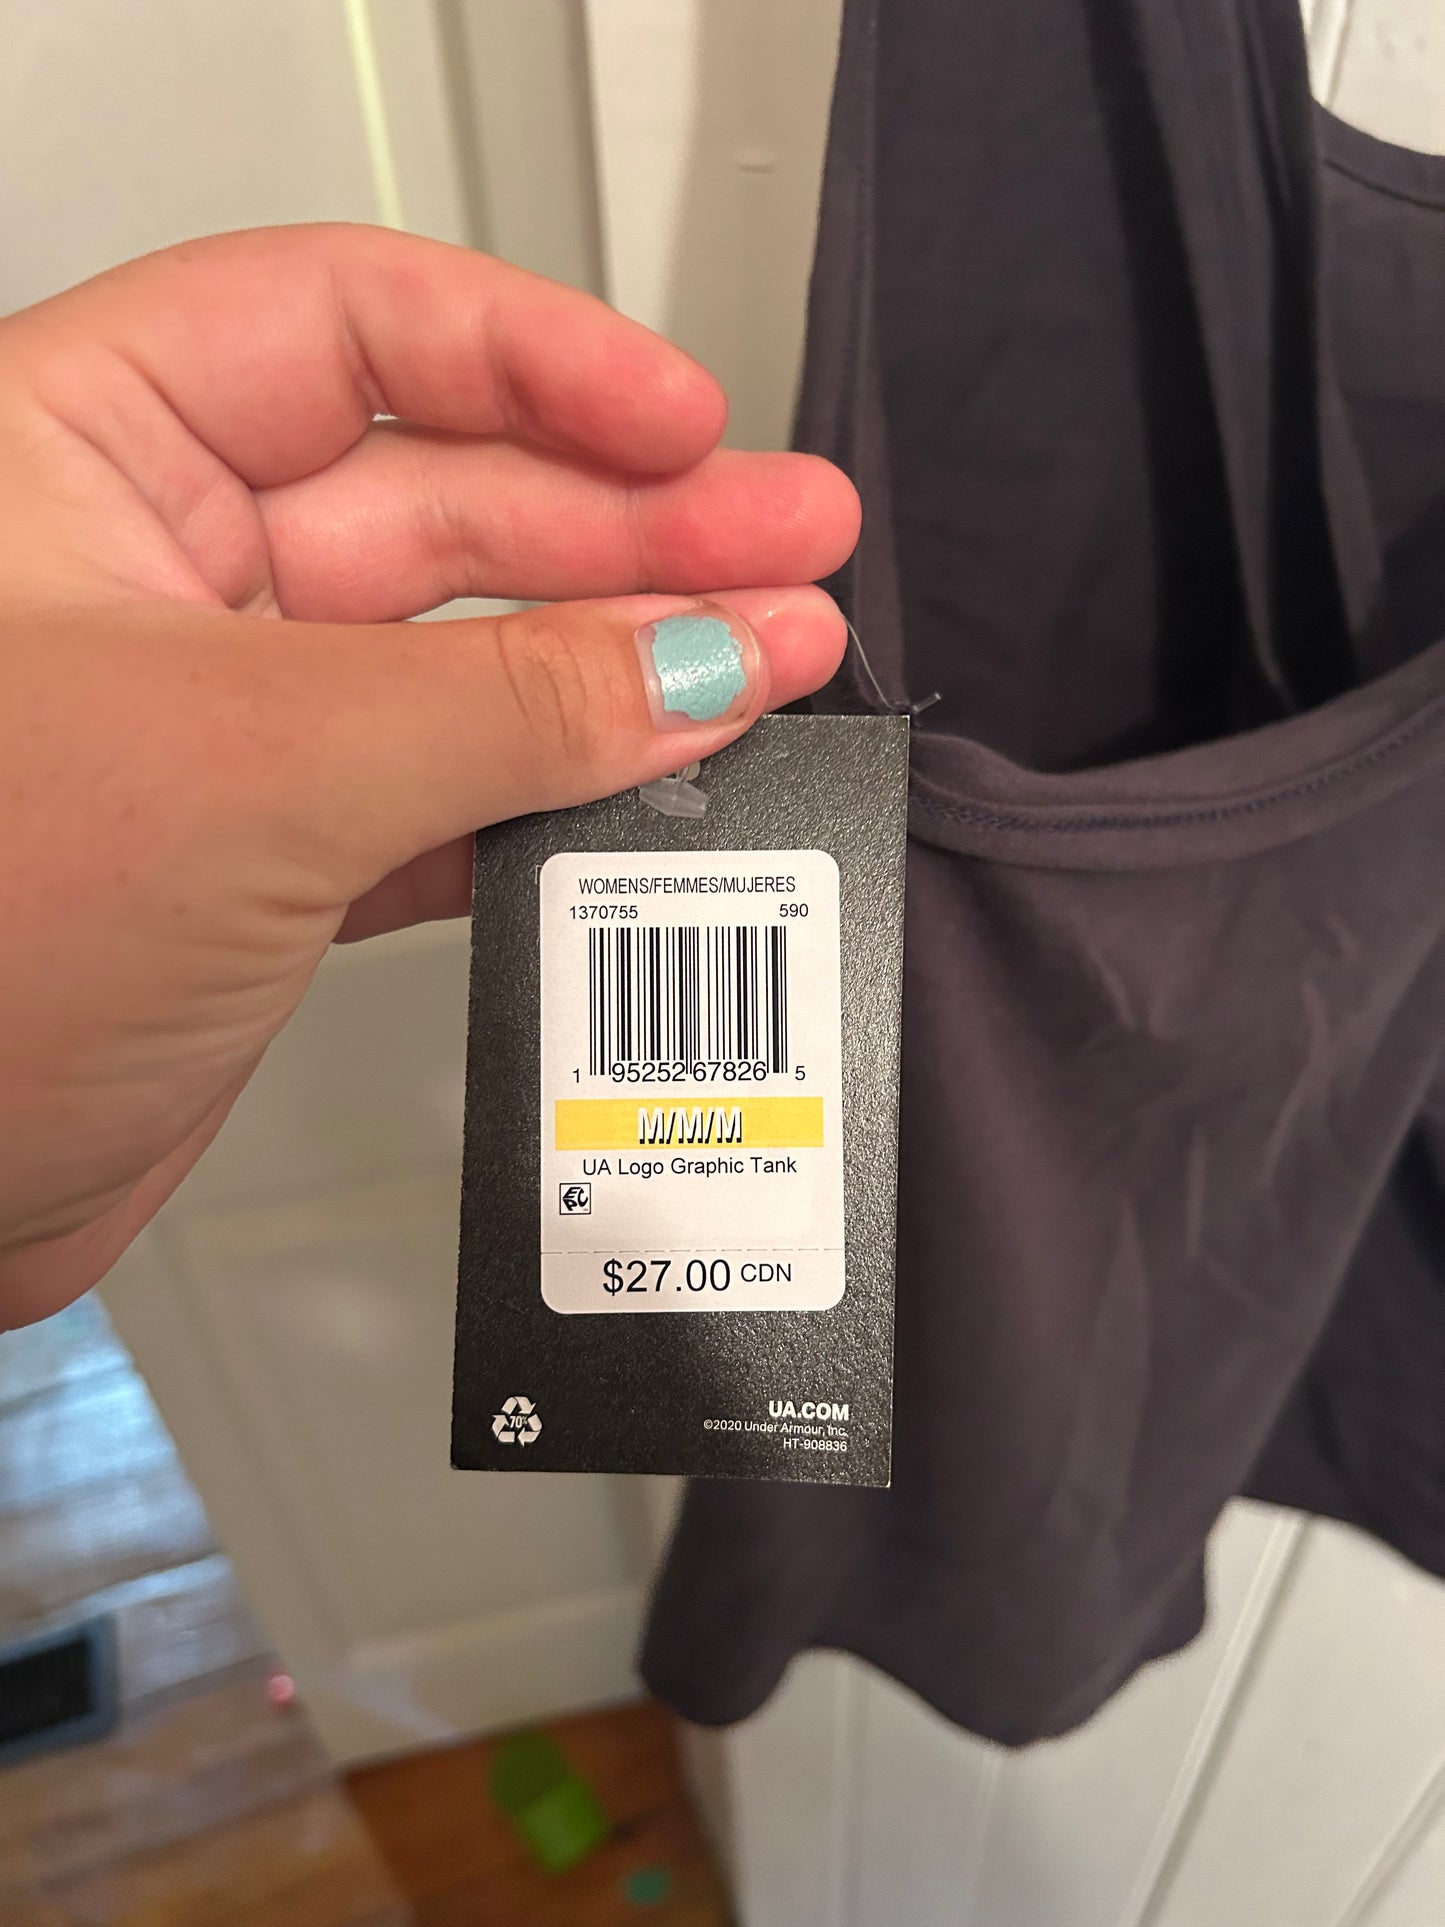 WOMENS/FEMMES/MUJERES
1370755 590
1 95252 67826 5
M/M/M
UA Logo Graphic Tank
EPC
$27.00 CDN
70%
UA.COM
©2020 Under Armour, Inc.
HT-908836